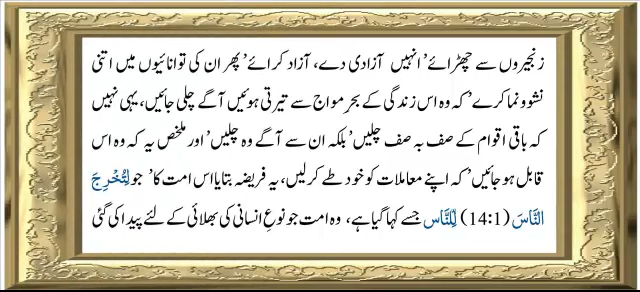 زنجیروں سے چھڑائے’ انہیں آزادی دے، آزاد کرائے’ پھر ان کی توانائیوں میں اتنی
نشوونما کرے’ کہ وہ اس زندگی کے بحرِ مواج سے تیرتی ہوئیں آگے چلی جائیں، یہی نہیں
کہ باقی اقوام کے صف بہ صف چلیں’ بلکہ ان سے آگے وہ چلیں’ اور ملخص یہ کہ وہ اس
قابل ہو جائیں’ کہ اپنے معاملات کو خود طے کر لیں، یہ فریضہ بتایا اس امت کا’ جو لِتُخْرِجَ
النَّاسَ (14:1) لِلنَّاسِ جسے کہا گیا ہے، وہ امت جو نوعِ انسانی کی بھلائی کے لئے پیدا کی گئی